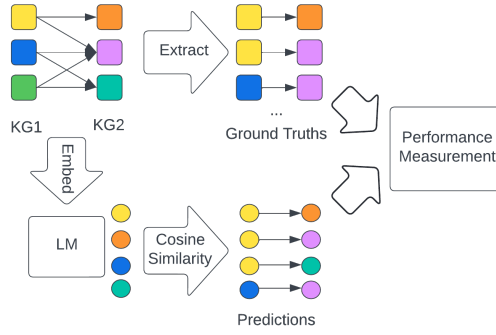 Extract
KG1
KG2
...
Ground Truths
Embed
Performance
Measurement
LM
Cosine
Similarity
Predictions